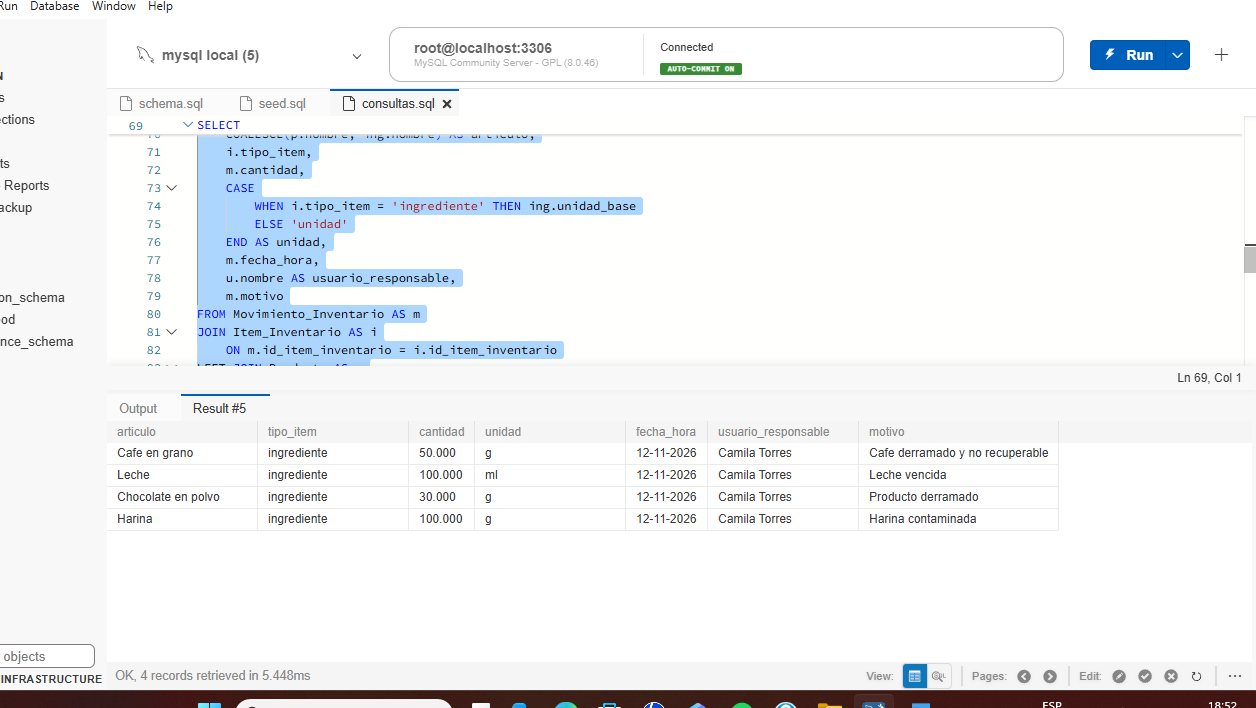 Run Database Window Help
mysql local (5)
root@localhost:3306
MySQL Community Server - GPL (8.0.46)
Connected
AUTO-COMMIT ON
Run
schema.sql seed.sql consultas.sql
ections
ts
Reports
ackup
on_schema
od
nce_schema
objects
INFRASTRUCTURE
69 SELECT
70 COALESCE(p.nombre, ing.nombre) AS articulo,
71 i.tipo_item,
72 m.cantidad,
73 CASE
74 WHEN i.tipo_item = 'ingrediente' THEN ing.unidad_base
75 ELSE 'unidad'
76 END AS unidad,
77 m.fecha_hora,
78 u.nombre AS usuario_responsable,
79 m.motivo
80 FROM Movimiento_Inventario AS m
81 JOIN Item_Inventario AS i
82 ON m.id_item_inventario = i.id_item_inventario
Ln 69, Col 1
Output Result #5
articulo tipo_item cantidad unidad fecha_hora usuario_responsable motivo
Cafe en grano ingrediente 50.000 g 12-11-2026 Camila Torres Cafe derramado y no recuperable
Leche ingrediente 100.000 ml 12-11-2026 Camila Torres Leche vencida
Chocolate en polvo ingrediente 30.000 g 12-11-2026 Camila Torres Producto derramado
Harina ingrediente 100.000 g 12-11-2026 Camila Torres Harina contaminada
OK, 4 records retrieved in 5.448ms
View: Pages: Edit:
ESP
18:52